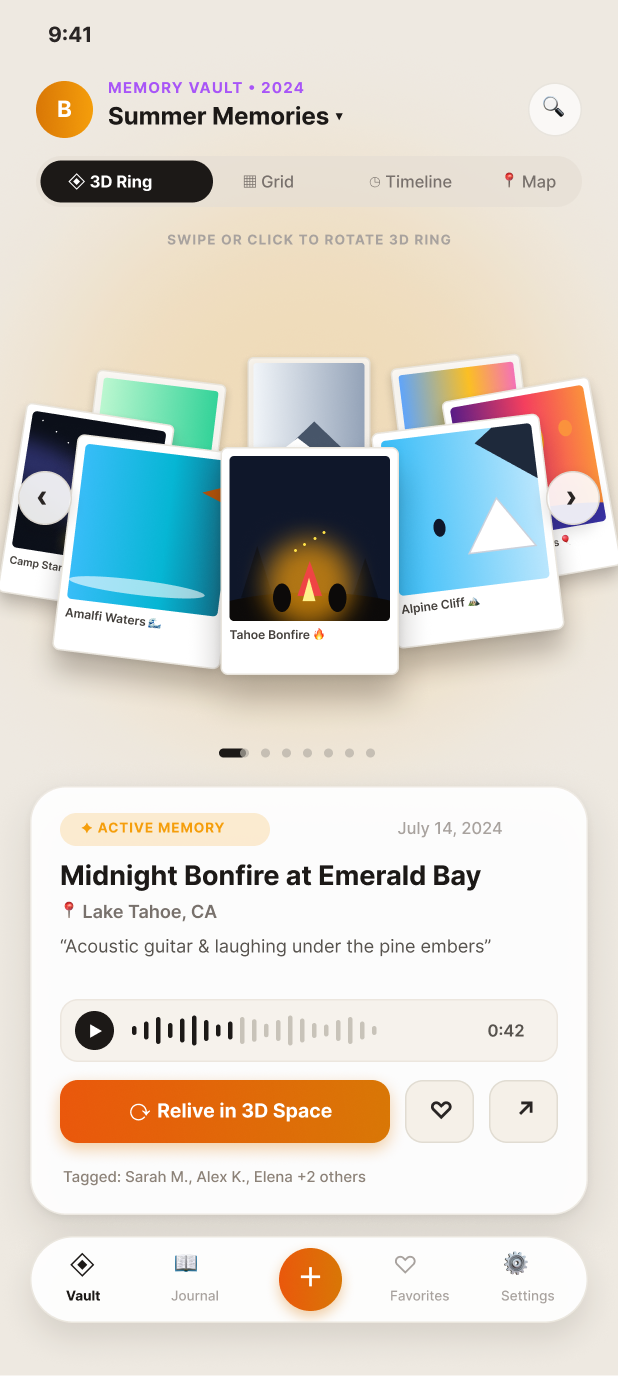 9:41
B
MEMORY VAULT • 2024
Summer Memories ▾
3D Ring
Grid
Timeline
Map
SWIPE OR CLICK TO ROTATE 3D RING
Camp Star
Amalfi Waters 🌊
Tahoe Bonfire 🔥
Alpine Cliff 🏔️
✦ ACTIVE MEMORY
July 14, 2024
Midnight Bonfire at Emerald Bay
📍 Lake Tahoe, CA
“Acoustic guitar & laughing under the pine embers”
0:42
Relive in 3D Space
Tagged: Sarah M., Alex K., Elena +2 others
Vault
Journal
+
Favorites
Settings